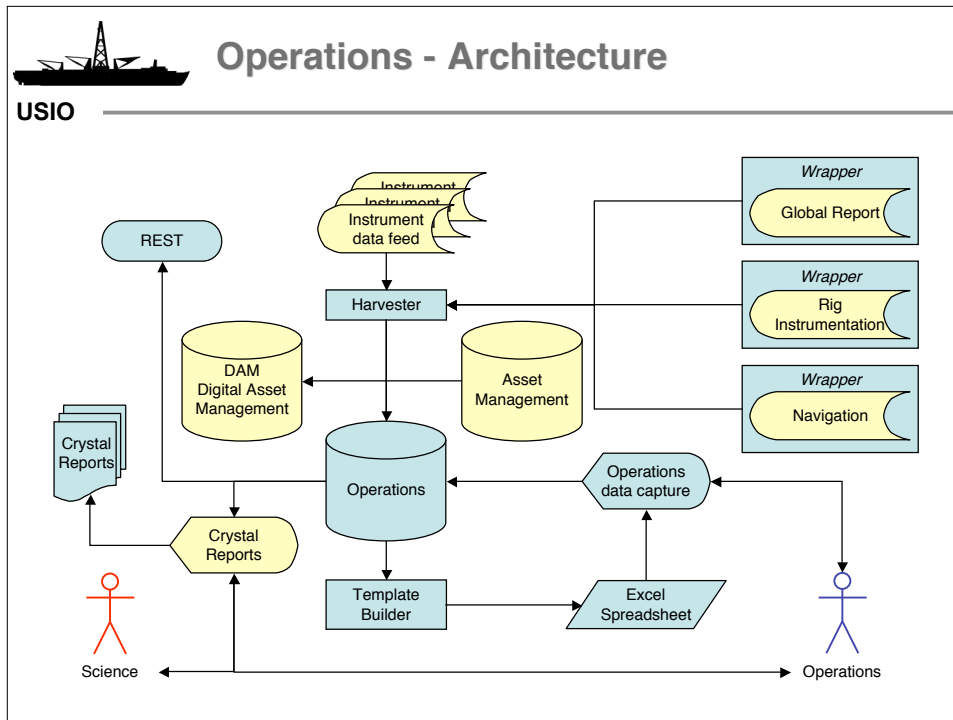 Operations - Architecture
USIO
Instrument
Instrument
Instrument
data feed
Wrapper
Global Report
REST
Harvester
Wrapper
Rig
Instrumentation
DAM
Digital Asset
Management
Asset
Management
Wrapper
Navigation
Crystal
Reports
Operations
Operations
data capture
Crystal
Reports
Template
Builder
Excel
Spreadsheet
Science
Operations